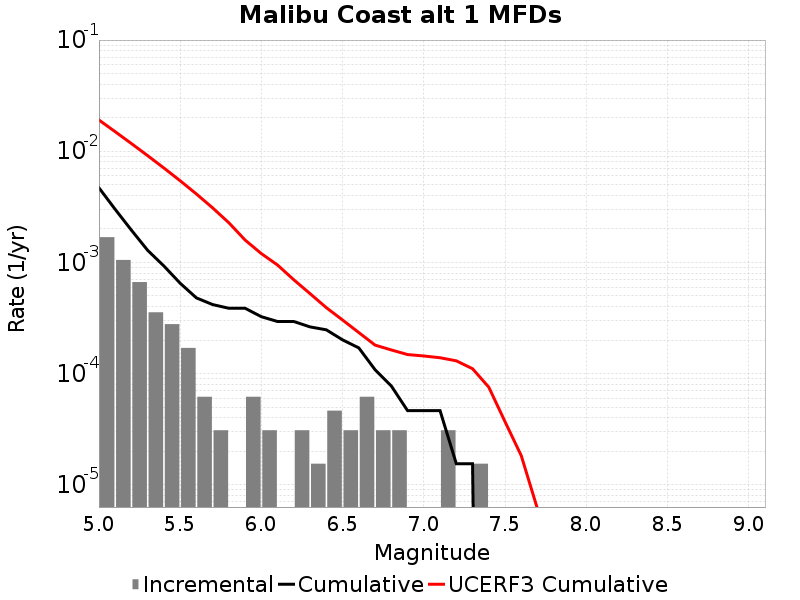 Malibu Coast alt 1 MFDs
10-1
10-2
10-3
10-4
10-5
Rate (1/yr)
5.0 5.5 6.0 6.5 7.0 7.5 8.0 8.5 9.0
Magnitude
Incremental Cumulative UCERF3 Cumulative